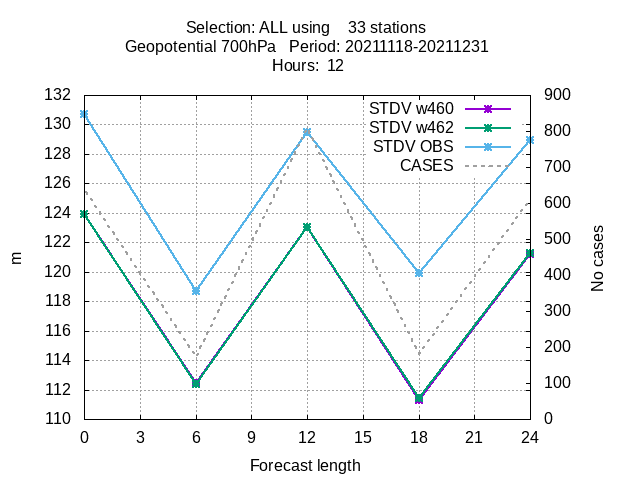 Selection: ALL using    33 stations
Geopotential 700hPa   Period: 20211118-20211231
Hours:  12
STDV w460
STDV w462
STDV OBS
CASES
132
130
128
126
124
122
120
118
116
114
112
110
m
900
800
700
600
500
400
300
200
100
0
No cases
0 3 6 9 12 15 18 21 24
Forecast length